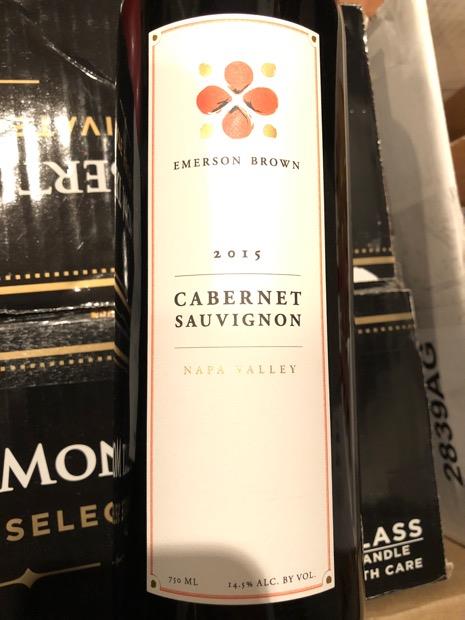 EMERSON BROWN
2015
CABERNET
SAUVIGNON
NAPA VALLEY
750 ML 14.5% ALC. BY VOL.
MON
SELEC
LASS
ANDLE
TH CARE
2839AG